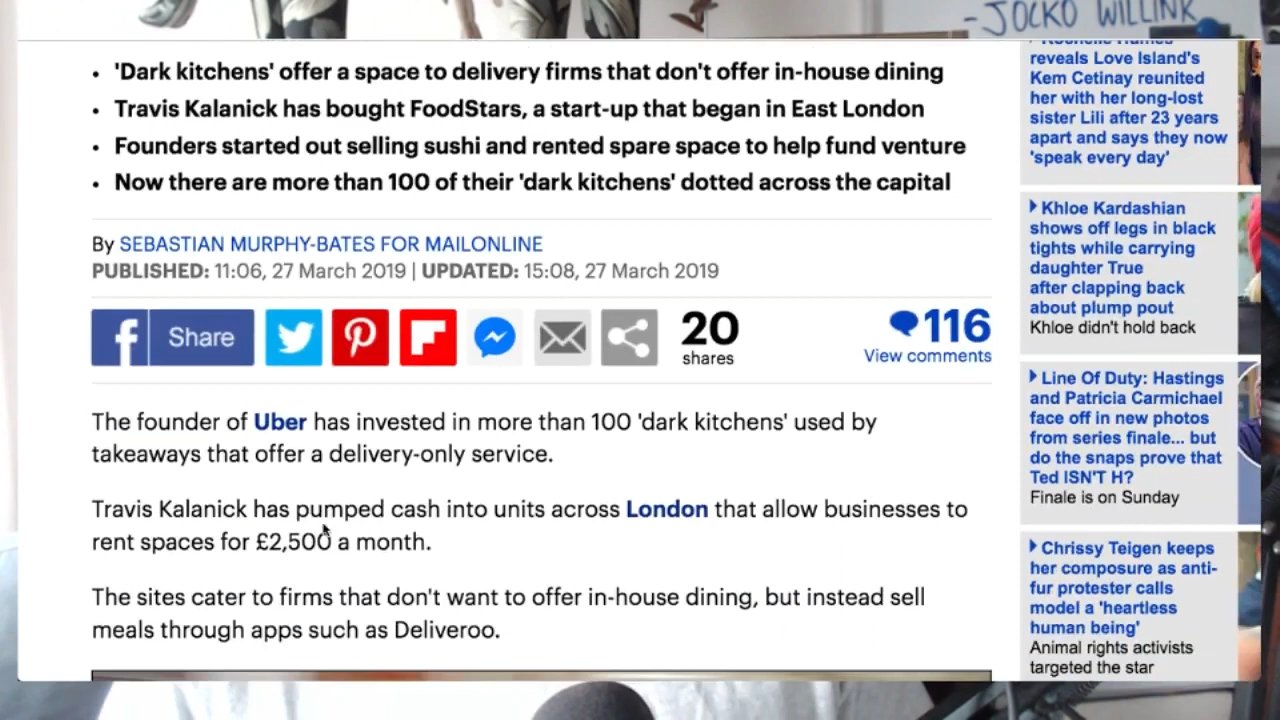 -JOCKO WILLINK
• 'Dark kitchens' offer a space to delivery firms that don't offer in-house dining
• Travis Kalanick has bought FoodStars, a start-up that began in East London
• Founders started out selling sushi and rented spare space to help fund venture
• Now there are more than 100 of their 'dark kitchens' dotted across the capital
By SEBASTIAN MURPHY-BATES FOR MAILONLINE
PUBLISHED: 11:06, 27 March 2019 | UPDATED: 15:08, 27 March 2019
Share
20
shares
116
View comments
The founder of Uber has invested in more than 100 'dark kitchens' used by
takeaways that offer a delivery-only service.
Travis Kalanick has pumped cash into units across London that allow businesses to
rent spaces for £2,500 a month.
The sites cater to firms that don't want to offer in-house dining, but instead sell
meals through apps such as Deliveroo.
reveals Love Island's
Kem Cetinay reunited
her with her long-lost
sister Lili after 23 years
apart and says they now
'speak every day'
Khloe Kardashian
shows off legs in black
tights while carrying
daughter True
after clapping back
about plump pout
Khloe didn't hold back
Line Of Duty: Hastings
and Patricia Carmichael
face off in new photos
from series finale... but
do the snaps prove that
Ted ISN'T H?
Finale is on Sunday
Chrissy Teigen keeps
her composure as anti-
fur protester calls
model a 'heartless
human being'
Animal rights activists
targeted the star